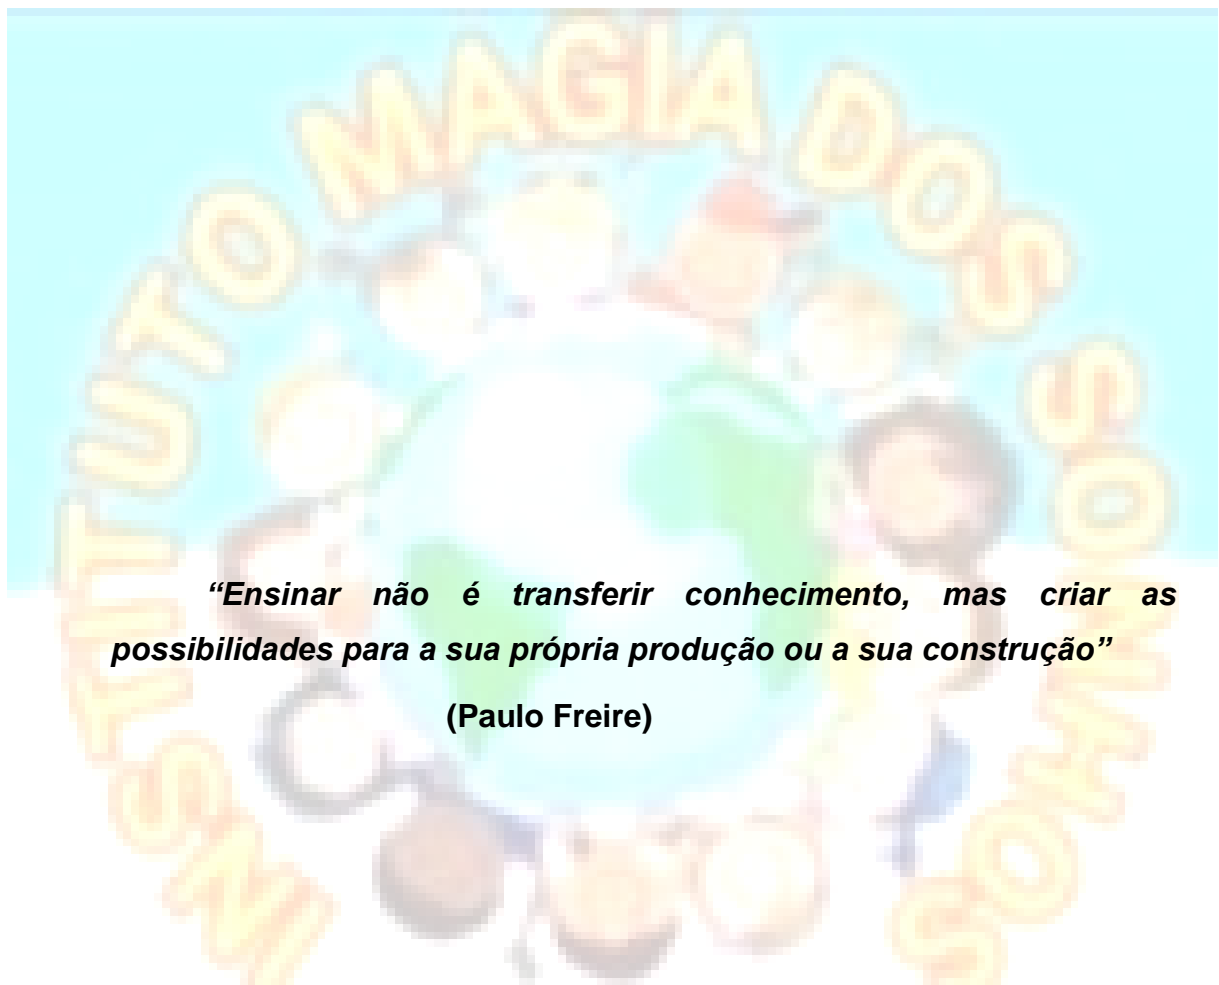 INSTITUTO MAGIA DOS SONHOS
“Ensinar não é transferir conhecimento, mas criar as
possibilidades para a sua própria produção ou a sua construção”
(Paulo Freire)